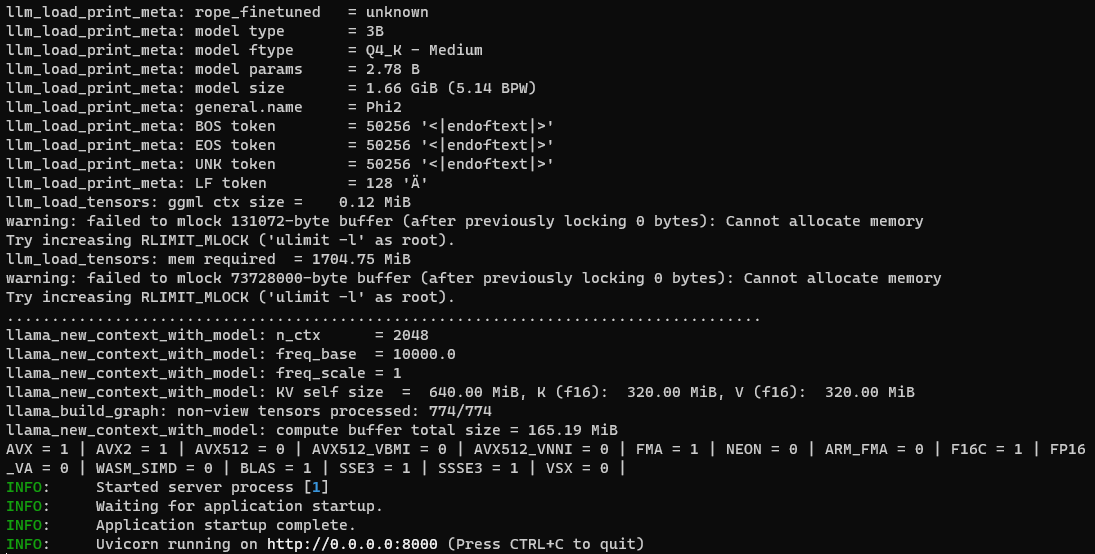 llm_load_print_meta: rope_finetuned   = unknown
llm_load_print_meta: model type       = 3B
llm_load_print_meta: model ftype      = Q4_K - Medium
llm_load_print_meta: model params     = 2.78 B
llm_load_print_meta: model size       = 1.66 GiB (5.14 BPW)
llm_load_print_meta: general.name     = Phi2
llm_load_print_meta: BOS token        = 50256 '<|endoftext|>'
llm_load_print_meta: EOS token        = 50256 '<|endoftext|>'
llm_load_print_meta: UNK token        = 50256 '<|endoftext|>'
llm_load_print_meta: LF token         = 128 'Ä'
llm_load_tensors: ggml ctx size =    0.12 MiB
warning: failed to mlock 131072-byte buffer (after previously locking 0 bytes): Cannot allocate memory
Try increasing RLIMIT_MLOCK ('ulimit -l' as root).
llm_load_tensors: mem required  = 1704.75 MiB
warning: failed to mlock 73728000-byte buffer (after previously locking 0 bytes): Cannot allocate memory
Try increasing RLIMIT_MLOCK ('ulimit -l' as root).
....................................................................................
llama_new_context_with_model: n_ctx      = 2048
llama_new_context_with_model: freq_base  = 10000.0
llama_new_context_with_model: freq_scale = 1
llama_new_context_with_model: KV self size  =  640.00 MiB, K (f16):  320.00 MiB, V (f16):  320.00 MiB
llama_build_graph: non-view tensors processed: 774/774
llama_new_context_with_model: compute buffer total size = 165.19 MiB
AVX = 1 | AVX2 = 1 | AVX512 = 0 | AVX512_VBMI = 0 | AVX512_VNNI = 0 | FMA = 1 | NEON = 0 | ARM_FMA = 0 | F16C = 1 | FP16
_VA = 0 | WASM_SIMD = 0 | BLAS = 1 | SSE3 = 1 | SSSE3 = 1 | VSX = 0 |
INFO:     Started server process [1]
INFO:     Waiting for application startup.
INFO:     Application startup complete.
INFO:     Uvicorn running on http://0.0.0.0:8000 (Press CTRL+C to quit)